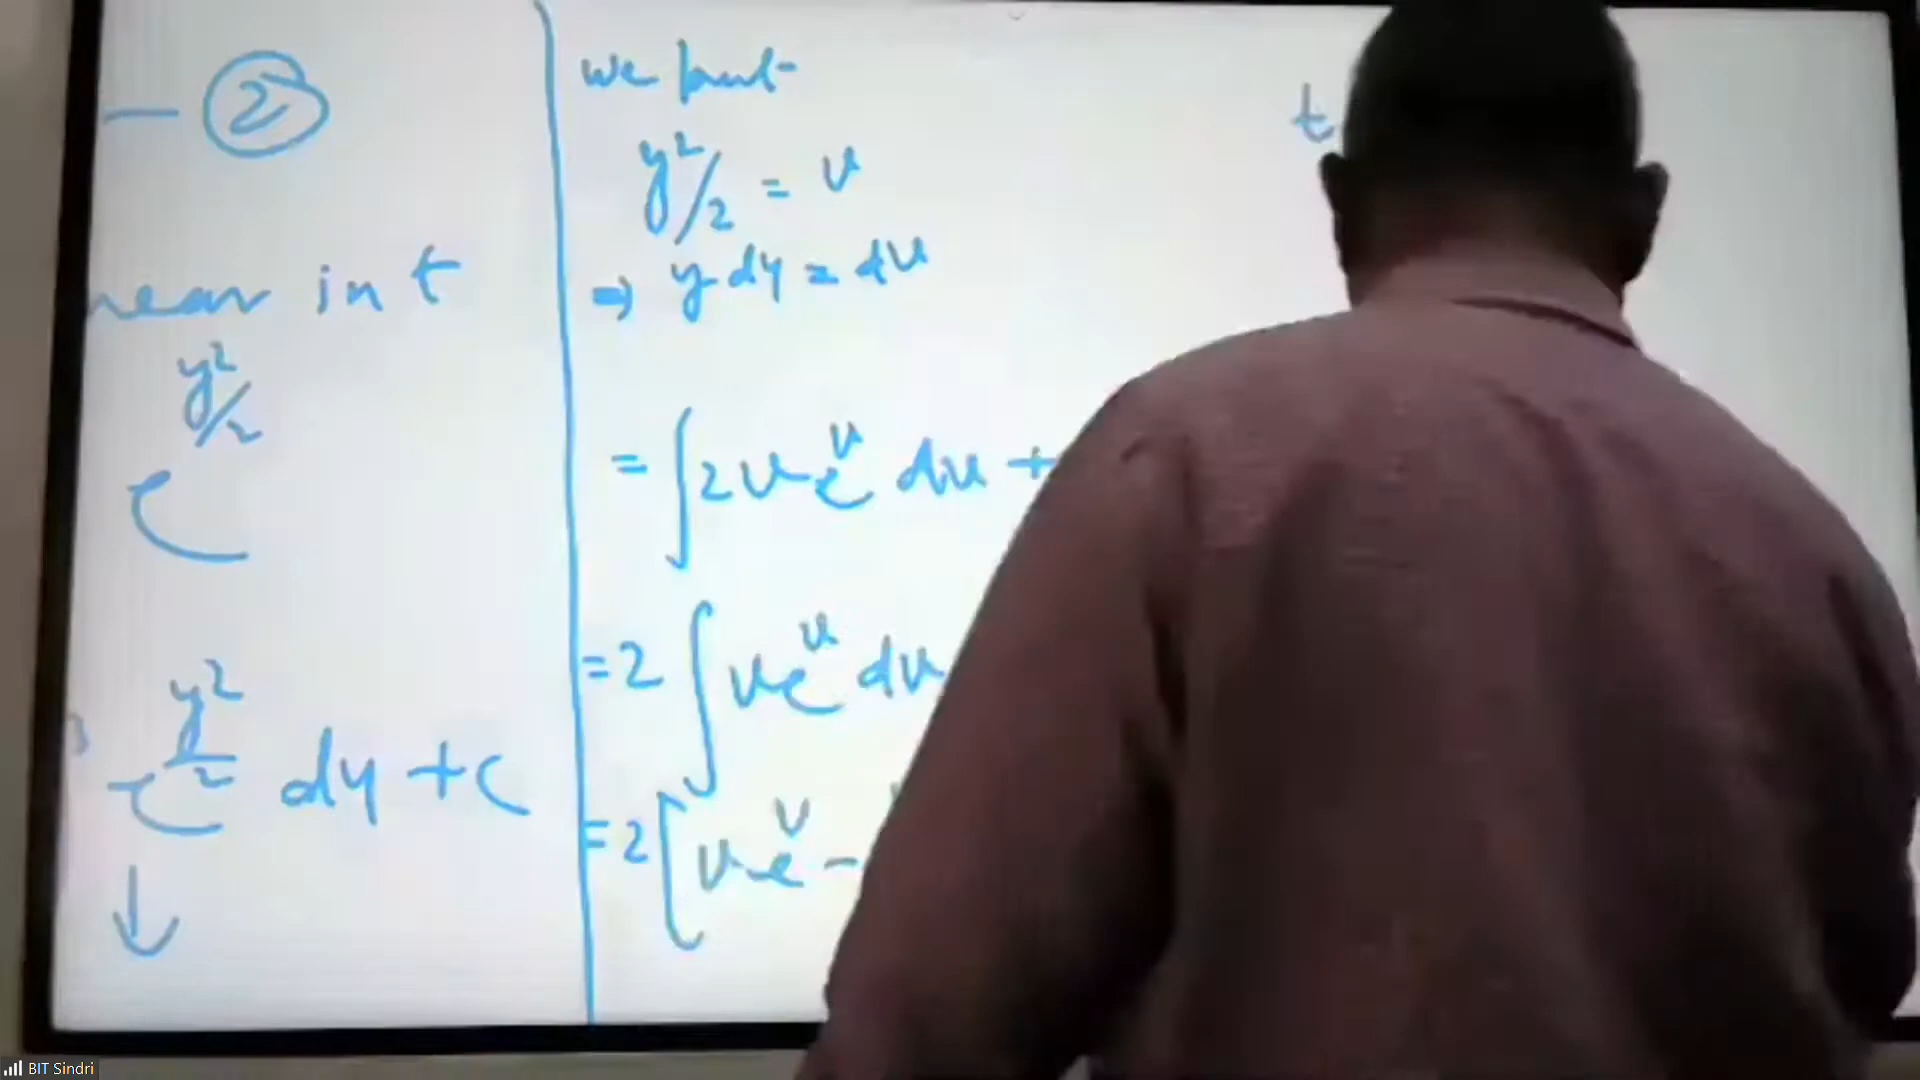 — ②
near in t
e^{y²/2}
e^{y²/2} dy + c
↓
we put
y²/2 = u
⇒ y dy = du
= ∫ 2u e^u du +
= 2 ∫ u e^u du
= 2 [ u e^u -
t
BIT Sindri